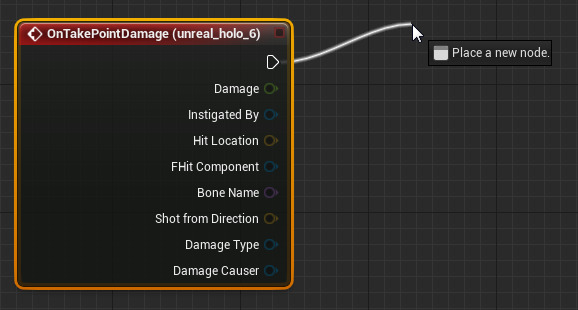 OnTakePointDamage (unreal_holo_6)
Place a new node.
Damage
Instigated By
Hit Location
FHit Component
Bone Name
Shot from Direction
Damage Type
Damage Causer